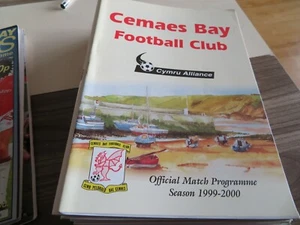 Cemaes Bay
Football Club
Cymru Alliance
Official Match Programme
Season 1999-2000